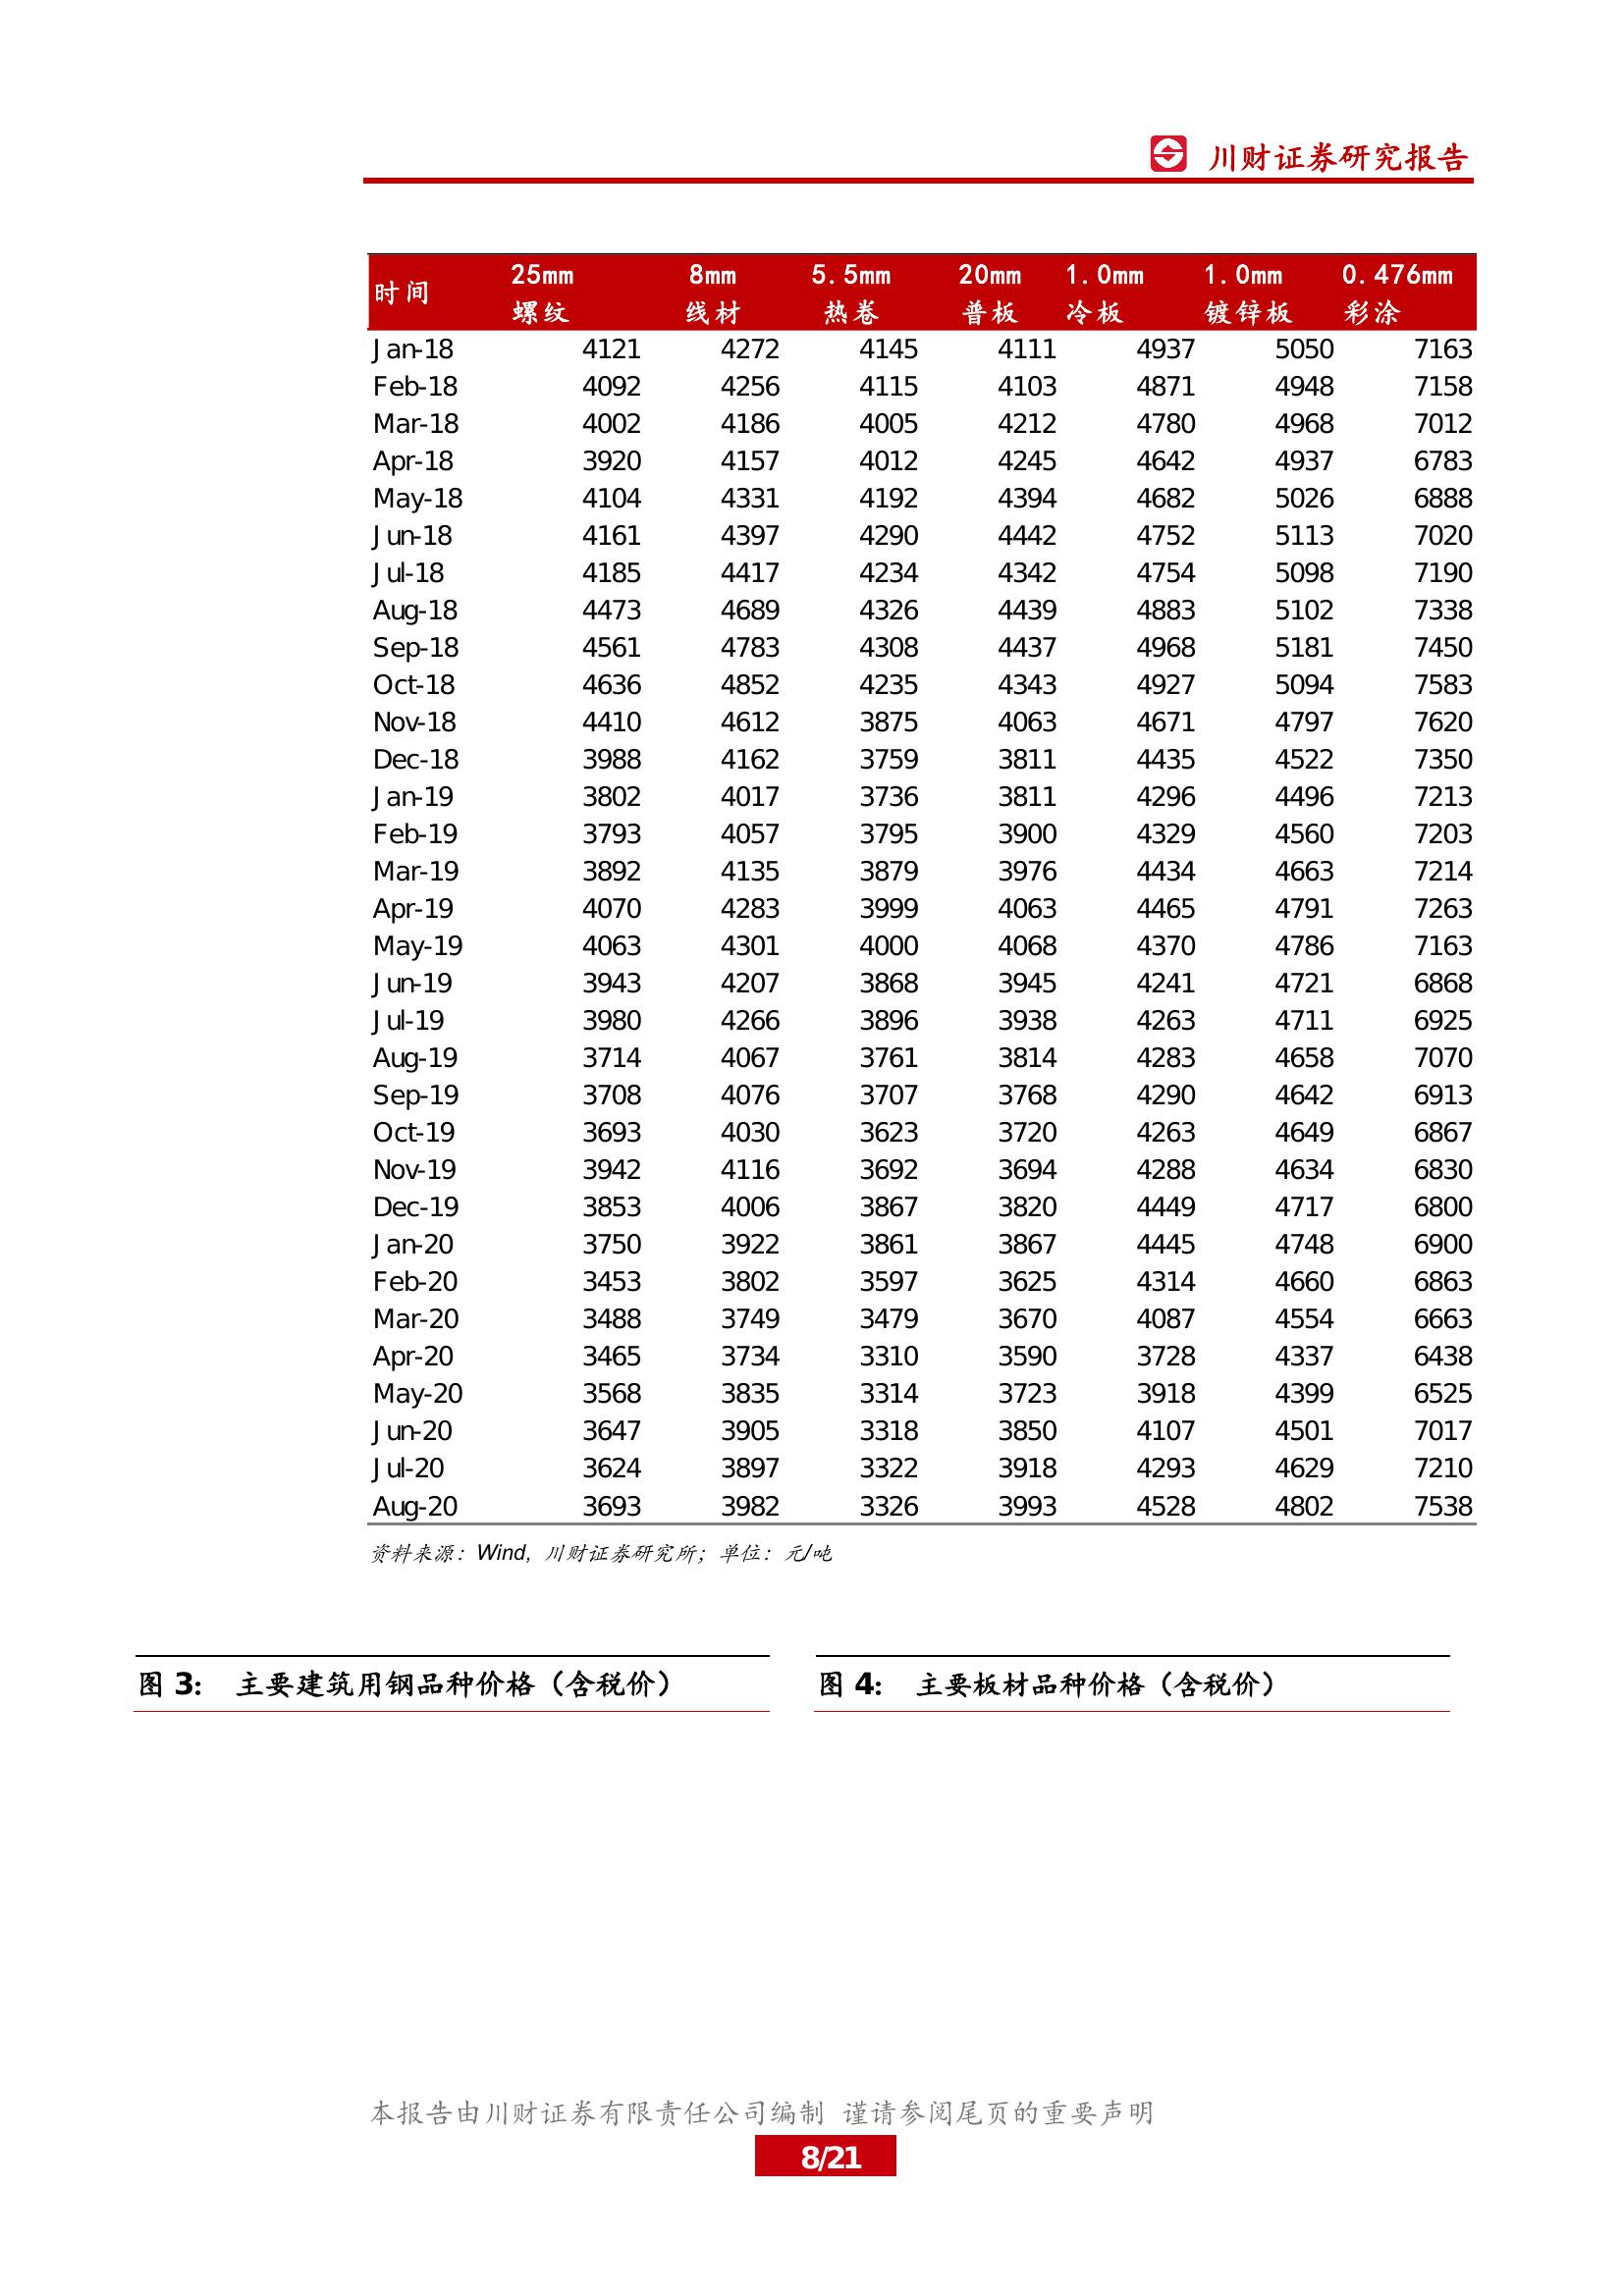 川财证券研究报告
时间 25mm 8mm 5.5mm 20mm 1.0mm 1.0mm 0.476mm
螺纹 线材 热卷 普板 冷板 镀锌板 彩涂
Jan-18 4121 4272 4145 4111 4937 5050 7163
Feb-18 4092 4256 4115 4103 4871 4948 7158
Mar-18 4002 4186 4005 4212 4780 4968 7012
Apr-18 3920 4157 4012 4245 4642 4937 6783
May-18 4104 4331 4192 4394 4682 5026 6888
Jun-18 4161 4397 4290 4442 4752 5113 7020
Jul-18 4185 4417 4234 4342 4754 5098 7190
Aug-18 4473 4689 4326 4439 4883 5102 7338
Sep-18 4561 4783 4308 4437 4968 5181 7450
Oct-18 4636 4852 4235 4343 4927 5094 7583
Nov-18 4410 4612 3875 4063 4671 4797 7620
Dec-18 3988 4162 3759 3811 4435 4522 7350
Jan-19 3802 4017 3736 3811 4296 4496 7213
Feb-19 3793 4057 3795 3900 4329 4560 7203
Mar-19 3892 4135 3879 3976 4434 4663 7214
Apr-19 4070 4283 3999 4063 4465 4791 7263
May-19 4063 4301 4000 4068 4370 4786 7163
Jun-19 3943 4207 3868 3945 4241 4721 6868
Jul-19 3980 4266 3896 3938 4263 4711 6925
Aug-19 3714 4067 3761 3814 4283 4658 7070
Sep-19 3708 4076 3707 3768 4290 4642 6913
Oct-19 3693 4030 3623 3720 4263 4649 6867
Nov-19 3942 4116 3692 3694 4288 4634 6830
Dec-19 3853 4006 3867 3820 4449 4717 6800
Jan-20 3750 3922 3861 3867 4445 4748 6900
Feb-20 3453 3802 3597 3625 4314 4660 6863
Mar-20 3488 3749 3479 3670 4087 4554 6663
Apr-20 3465 3734 3310 3590 3728 4337 6438
May-20 3568 3835 3314 3723 3918 4399 6525
Jun-20 3647 3905 3318 3850 4107 4501 7017
Jul-20 3624 3897 3322 3918 4293 4629 7210
Aug-20 3693 3982 3326 3993 4528 4802 7538
资料来源：Wind, 川财证券研究所；单位：元/吨
图 3： 主要建筑用钢品种价格（含税价）
图 4： 主要板材品种价格（含税价）
本报告由川财证券有限责任公司编制 谨请参阅尾页的重要声明
8/21